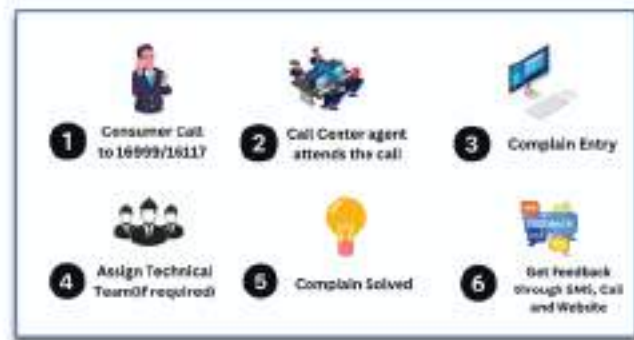 1
Consumer Call
to 16999/16117
2
Call Center agent
attends the call
3
Complain Entry
4
Assign Technical
Team(If required)
5
Complain Solved
6
Get Feedback
through SMS, Call
and Website